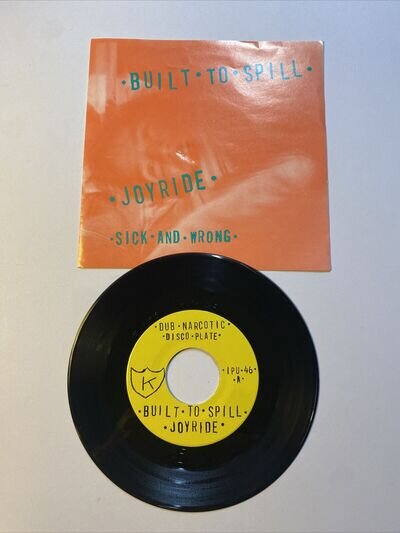 ·BUILT·TO·SPILL·
·JOYRIDE·
·SICK·AND·WRONG·
·DUB·NARCOTIC·
·DISCO·PLATE·
K
·IPU·46·
·A·
·BUILT·TO·SPILL·
·JOYRIDE·